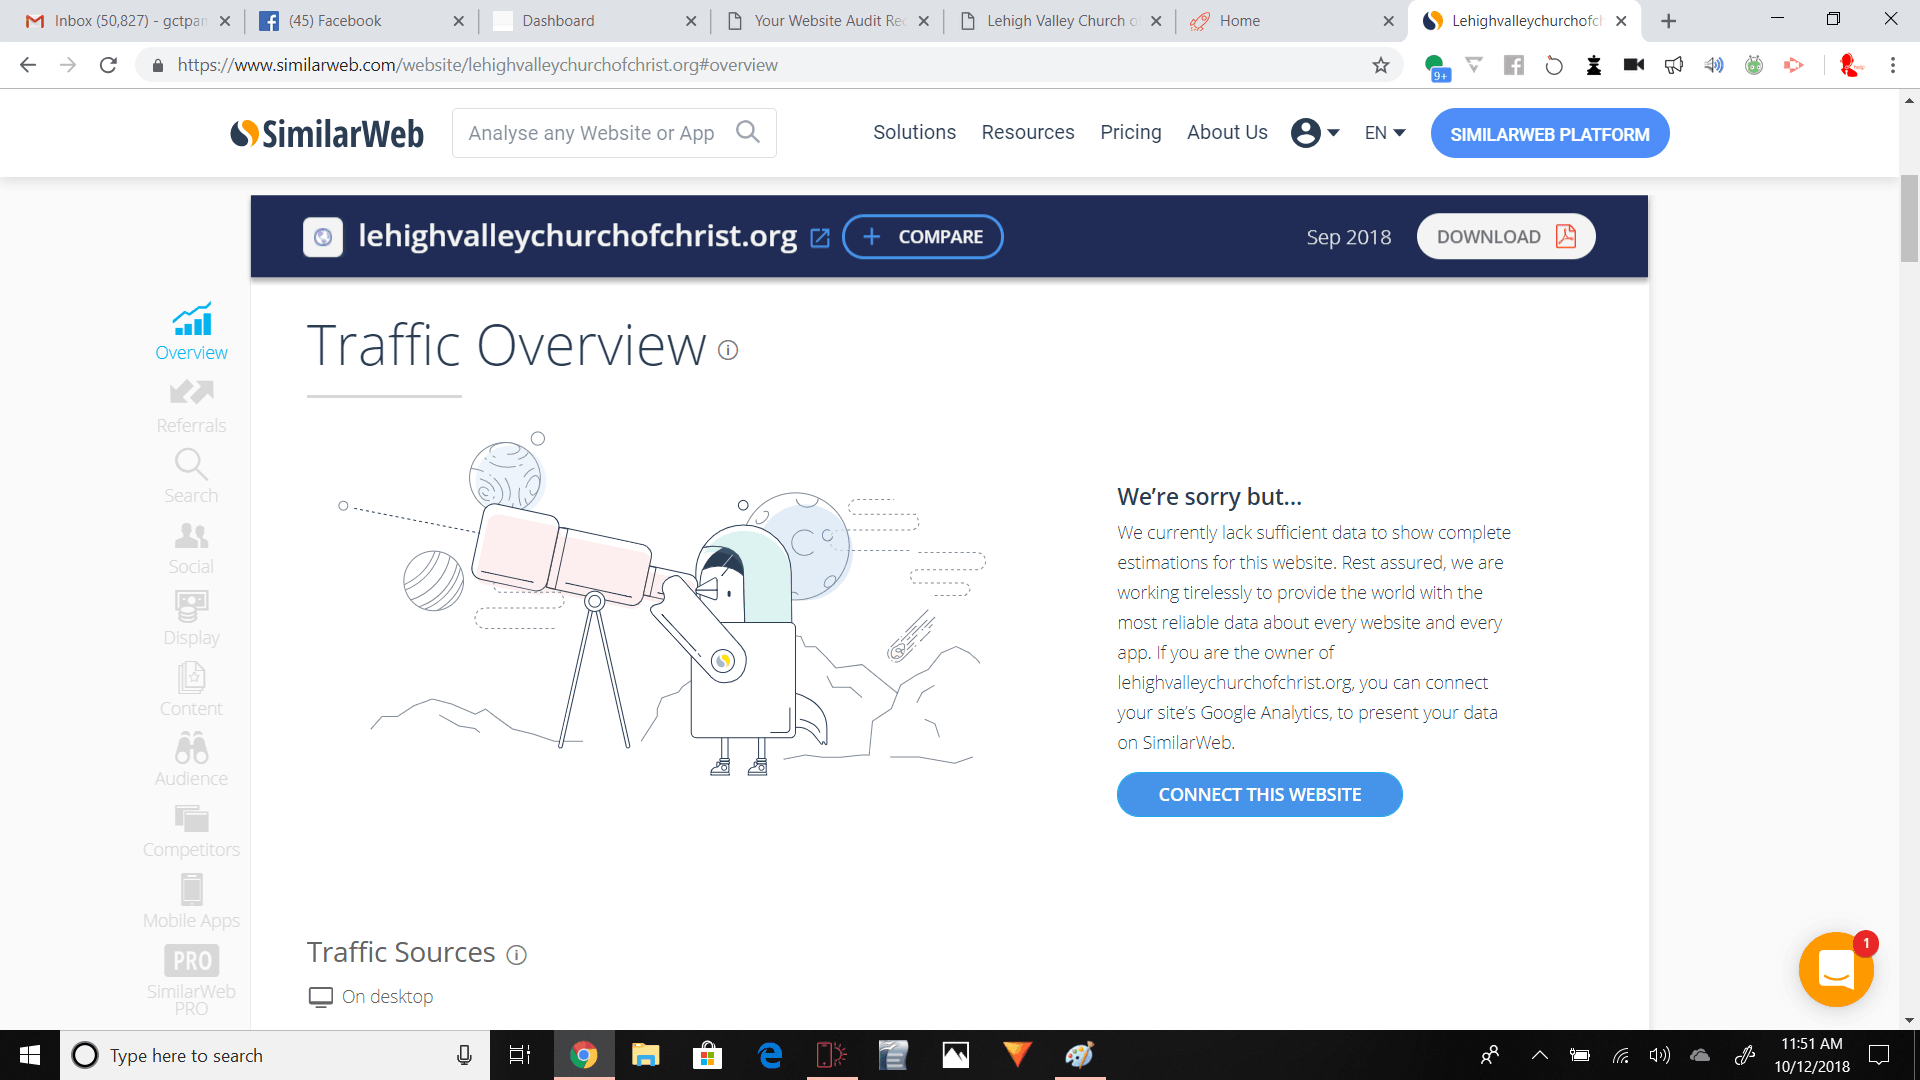 Inbox (50,827) - gctpan
(45) Facebook
Dashboard
Your Website Audit Rec
Lehigh Valley Church o
Home
Lehighvalleychurchofch
https://www.similarweb.com/website/lehighvalleychurchofchrist.org#overview
9+
SimilarWeb
Analyse any Website or App
Solutions
Resources
Pricing
About Us
EN
SIMILARWEB PLATFORM
lehighvalleychurchofchrist.org
+ COMPARE
Sep 2018
DOWNLOAD
Overview
Referrals
Search
Social
Display
Content
Audience
Competitors
Mobile Apps
PRO
SimilarWeb
PRO
Traffic Overview
We’re sorry but...
We currently lack sufficient data to show complete
estimations for this website. Rest assured, we are
working tirelessly to provide the world with the
most reliable data about every website and every
app. If you are the owner of
lehighvalleychurchofchrist.org, you can connect
your site’s Google Analytics, to present your data
on SimilarWeb.
CONNECT THIS WEBSITE
Traffic Sources
On desktop
1
Type here to search
11:51 AM
10/12/2018